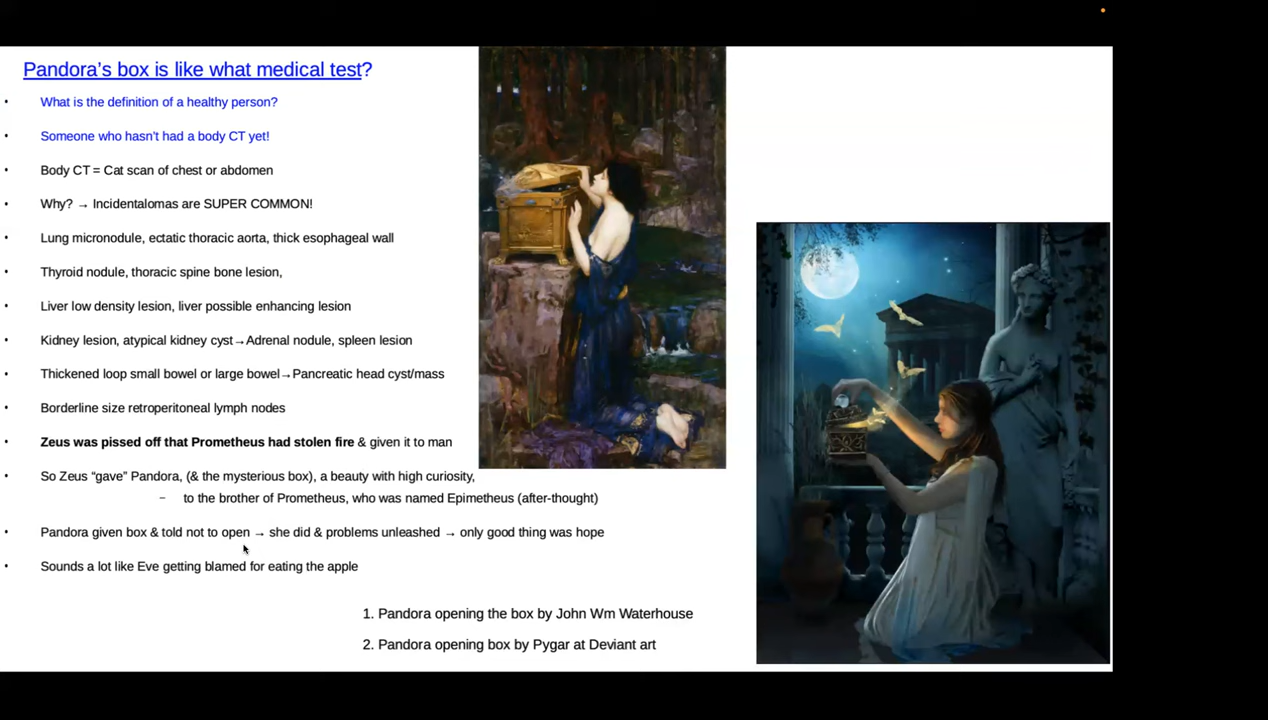 Pandora's box is like what medical test?
• What is the definition of a healthy person?
• Someone who hasn't had a body CT yet!
• Body CT = Cat scan of chest or abdomen
• Why? → Incidentalomas are SUPER COMMON!
• Lung micronodule, ectatic thoracic aorta, thick esophageal wall
• Thyroid nodule, thoracic spine bone lesion,
• Liver low density lesion, liver possible enhancing lesion
• Kidney lesion, atypical kidney cyst→Adrenal nodule, spleen lesion
• Thickened loop small bowel or large bowel→Pancreatic head cyst/mass
• Borderline size retroperitoneal lymph nodes
• Zeus was pissed off that Prometheus had stolen fire & given it to man
• So Zeus “gave” Pandora, (& the mysterious box), a beauty with high curiosity,
– to the brother of Prometheus, who was named Epimetheus (after-thought)
• Pandora given box & told not to open → she did & problems unleashed → only good thing was hope
• Sounds a lot like Eve getting blamed for eating the apple
1. Pandora opening the box by John Wm Waterhouse
2. Pandora opening box by Pygar at Deviant art